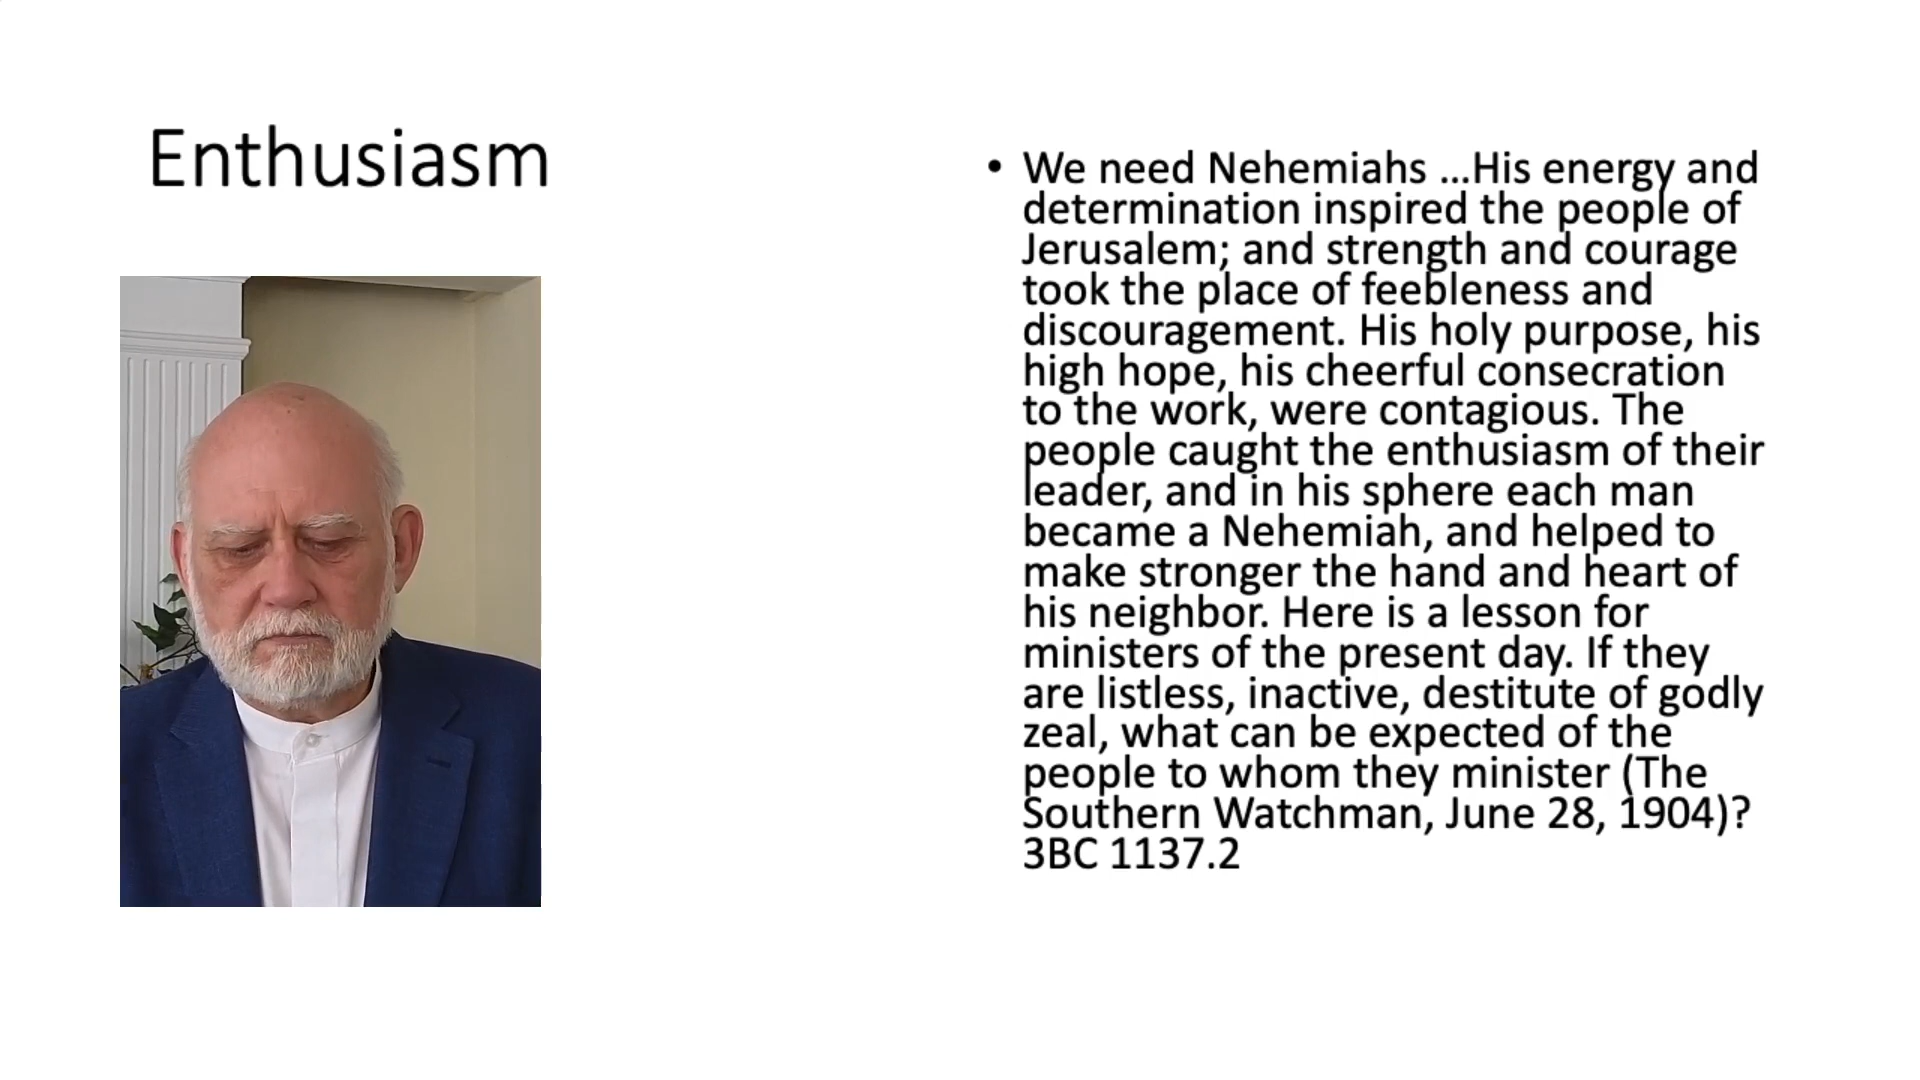 Enthusiasm
• We need Nehemiahs ...His energy and
determination inspired the people of
Jerusalem; and strength and courage
took the place of feebleness and
discouragement. His holy purpose, his
high hope, his cheerful consecration
to the work, were contagious. The
people caught the enthusiasm of their
leader, and in his sphere each man
became a Nehemiah, and helped to
make stronger the hand and heart of
his neighbor. Here is a lesson for
ministers of the present day. If they
are listless, inactive, destitute of godly
zeal, what can be expected of the
people to whom they minister (The
Southern Watchman, June 28, 1904)?
3BC 1137.2